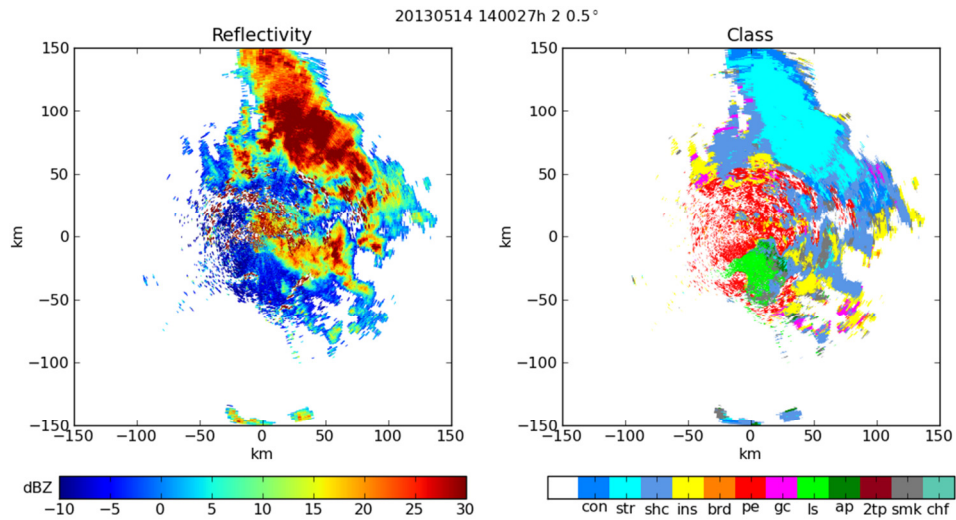 20130514 140027h 2 0.5°
Reflectivity Class
150 150
100 100
50 50
km 0 km 0
−50 −50
−100 −100
−150 −150
−150 −100 −50 0 50 100 150 −150 −100 −50 0 50 100 150
km km
dBZ
−10 −5 0 5 10 15 20 25 30 con str shc ins brd pe gc ls ap 2tp smk chf